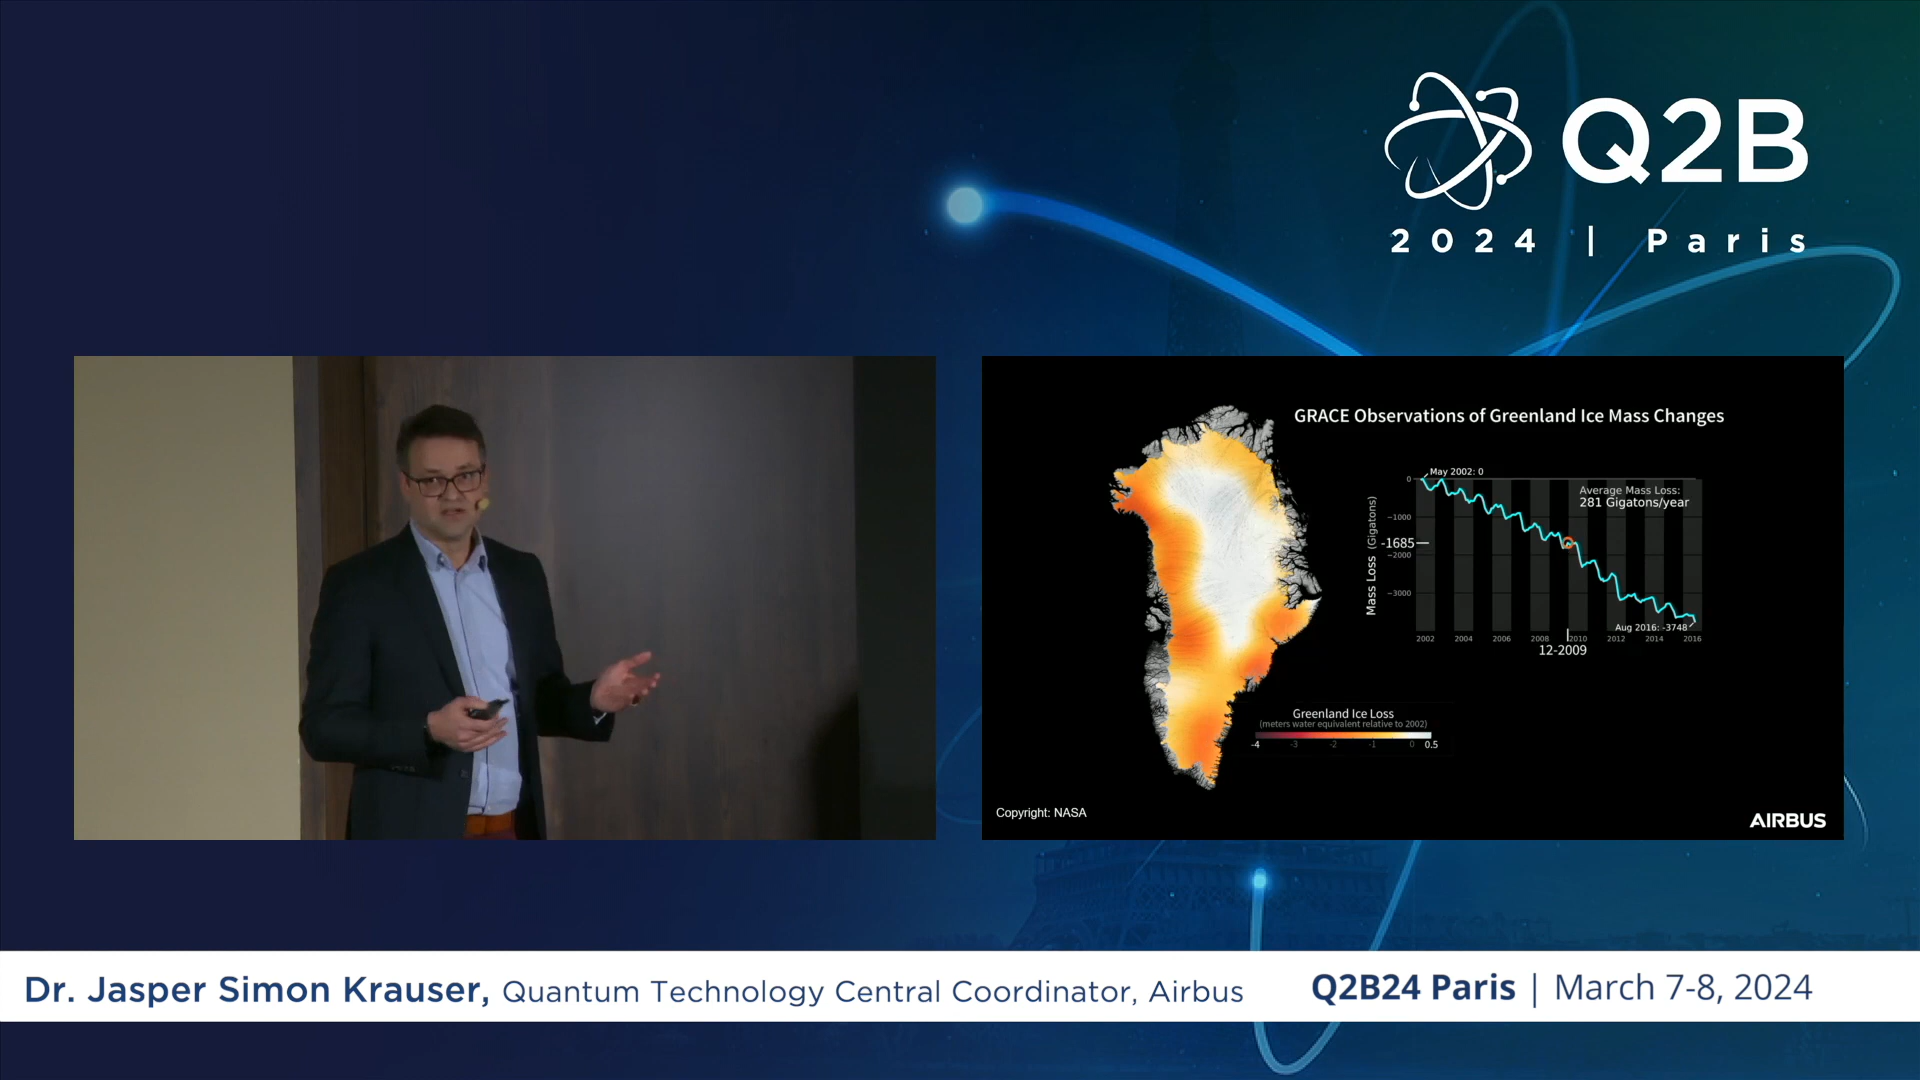 Q2B
2024 | Paris
GRACE Observations of Greenland Ice Mass Changes
May 2002: 0
Average Mass Loss:
281 Gigatons/year
Mass Loss (Gigatons)
0
−1000
-1685
−2000
−3000
Aug 2016: -3748
2002 2004 2006 2008 2010 2012 2014 2016
12-2009
Greenland Ice Loss
(meters water equivalent relative to 2002)
-4 -3 -2 -1 0 0.5
Copyright: NASA
AIRBUS
Dr. Jasper Simon Krauser, Quantum Technology Central Coordinator, Airbus
Q2B24 Paris | March 7-8, 2024